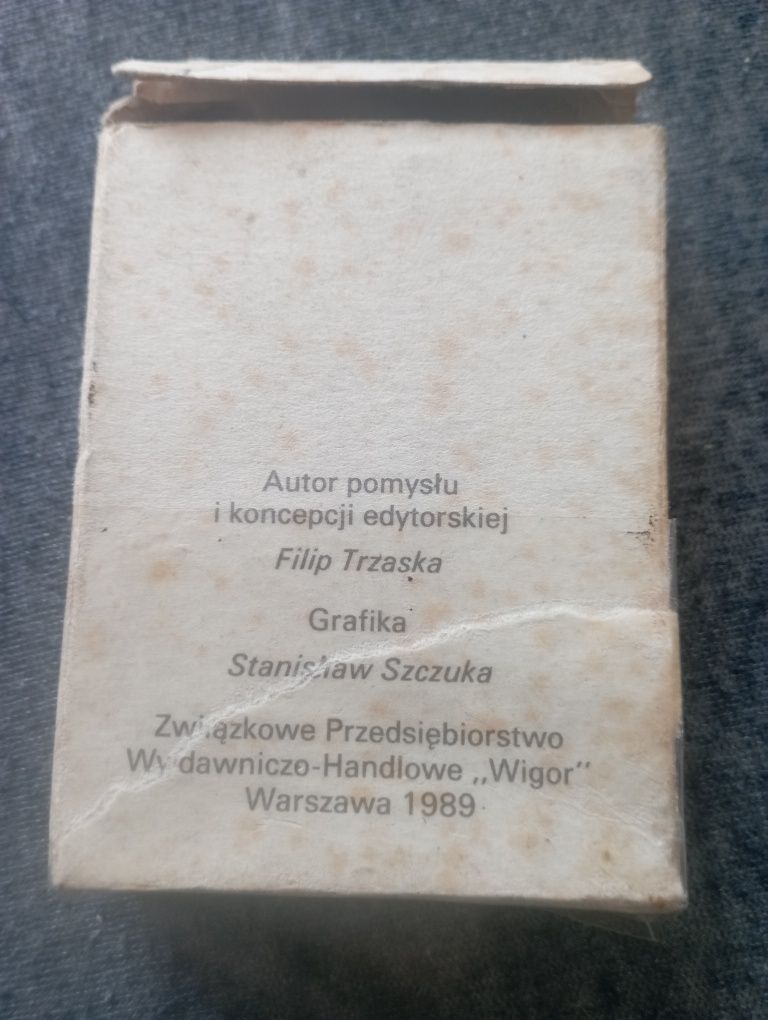 Autor pomysłu
i koncepcji edytorskiej
Filip Trzaska
Grafika
Stanisław Szczuka
Związkowe Przedsiębiorstwo
Wydawniczo-Handlowe „Wigor"
Warszawa 1989